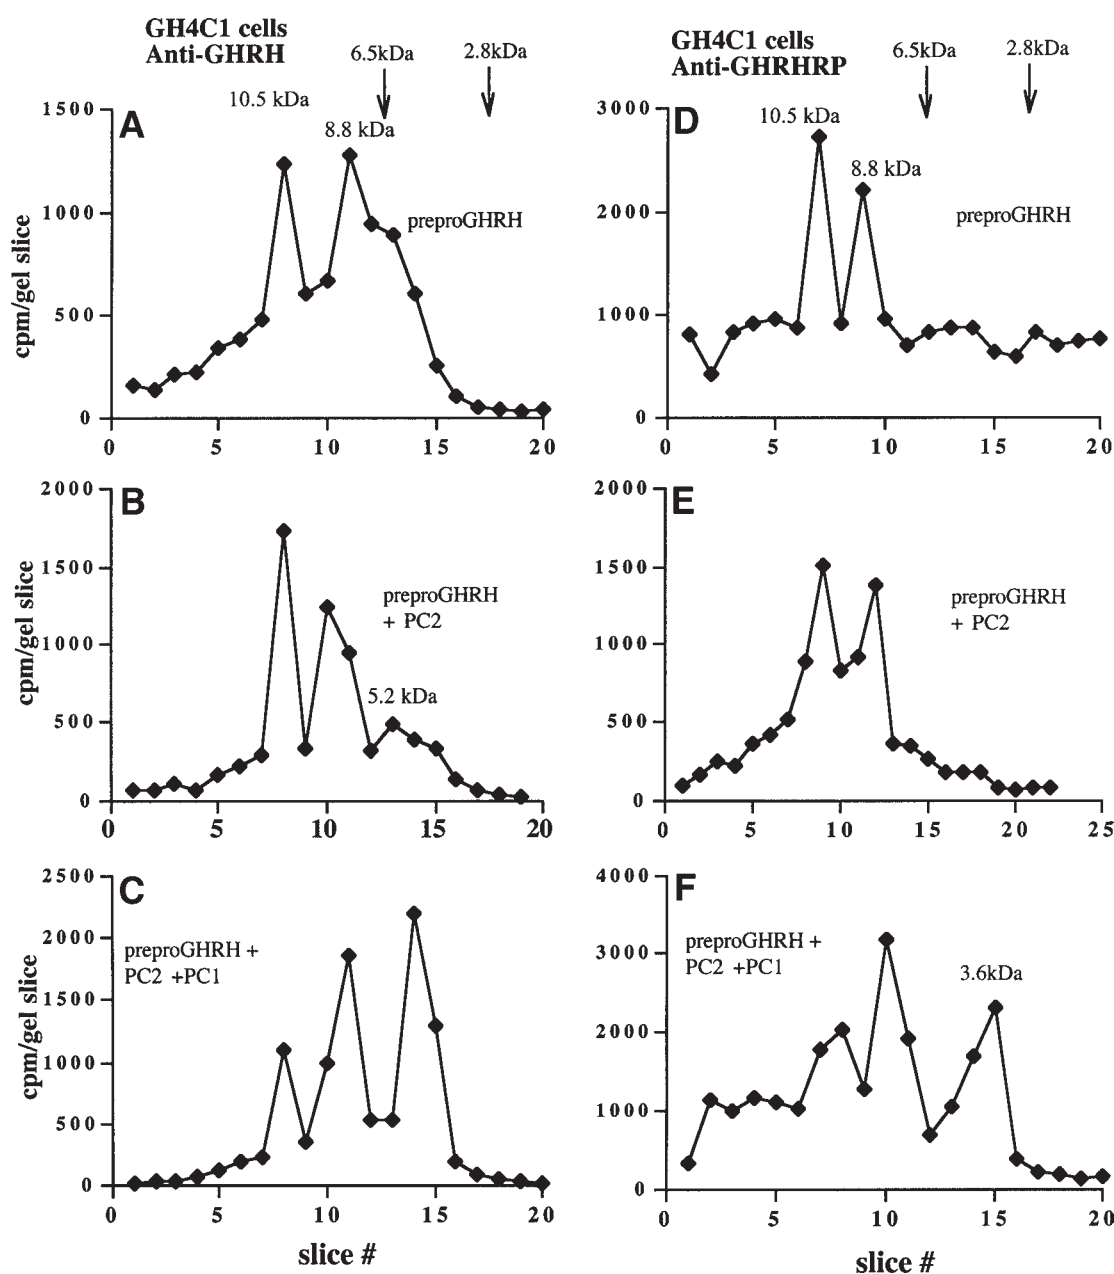 GH4C1 cells
Anti-GHRH
6.5kDa
2.8kDa
10.5 kDa
8.8 kDa
A
preproGHRH
cpm/gel slice
1500
1000
500
0
0 5 10 15 20
GH4C1 cells
Anti-GHRHRP
6.5kDa
2.8kDa
10.5 kDa
8.8 kDa
D
preproGHRH
3000
2000
1000
0
0 5 10 15 20
B
preproGHRH
+ PC2
5.2 kDa
cpm/gel slice
2000
1500
1000
500
0
0 5 10 15 20
E
preproGHRH
+ PC2
2000
1500
1000
500
0
0 5 10 15 20 25
C
preproGHRH +
PC2 +PC1
cpm/gel slice
2500
2000
1500
1000
500
0
0 5 10 15 20
slice #
F
preproGHRH +
PC2 +PC1
3.6kDa
4000
3000
2000
1000
0
0 5 10 15 20
slice #